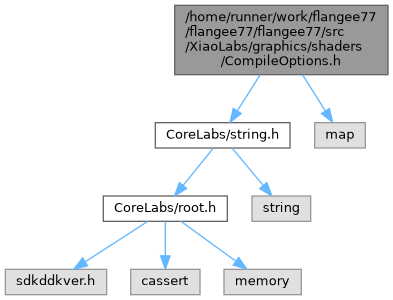 /home/runner/work/flangee77
/flangee77/flangee77/src
/XiaoLabs/graphics/shaders
/CompileOptions.h
CoreLabs/string.h
map
CoreLabs/root.h
string
sdkddkver.h
cassert
memory